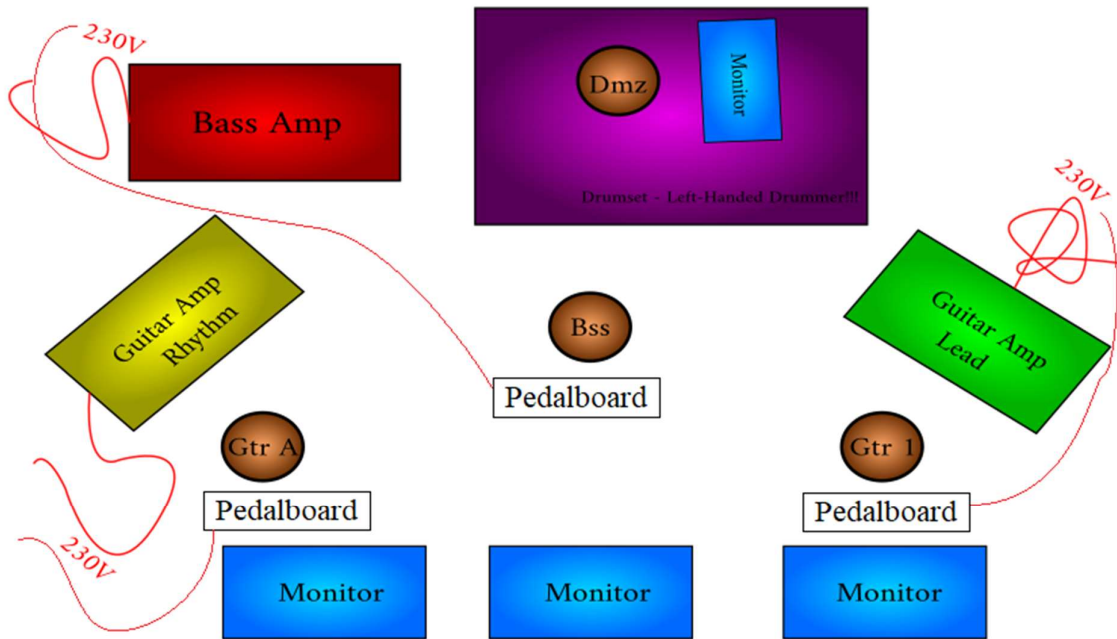 230V
Bass Amp
Dmz
Monitor
Drumset - Left-Handed Drummer!!!
230V
Guitar Amp
Rhythm
Bss
Guitar Amp
Lead
Pedalboard
Gtr A
Gtr 1
Pedalboard
Pedalboard
230V
Monitor
Monitor
Monitor